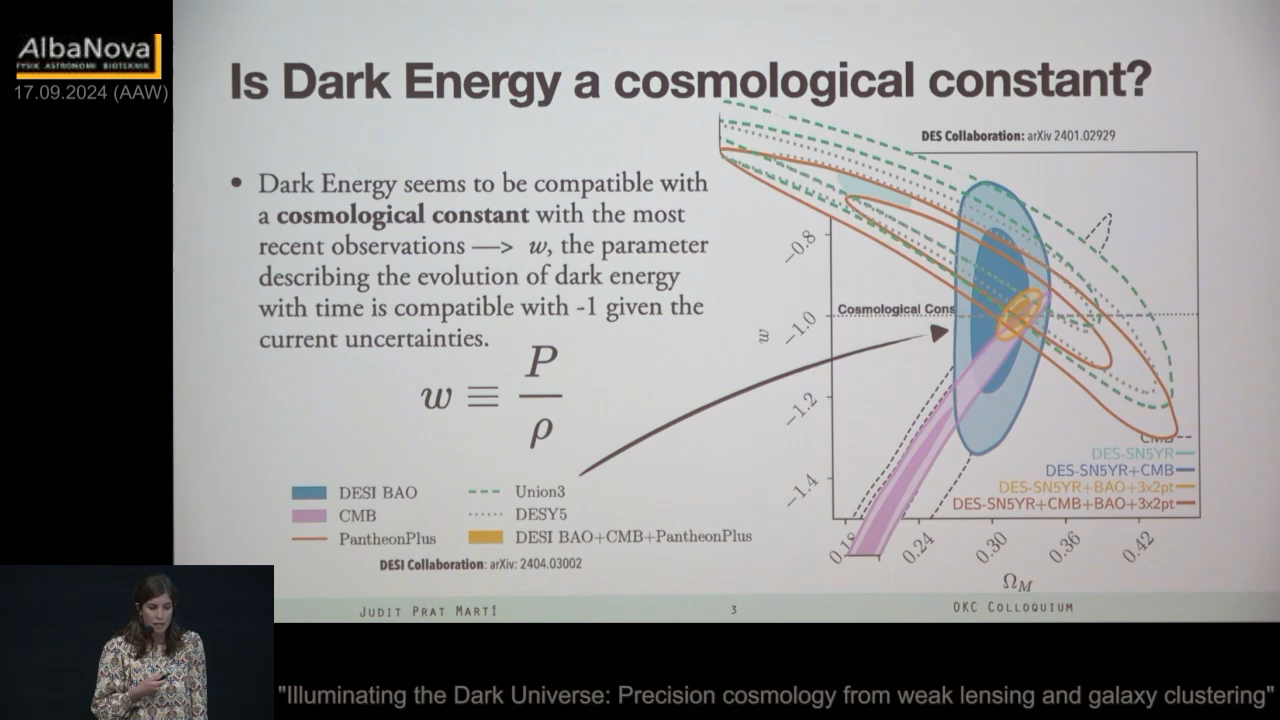 AlbaNova
FYSIK ASTRONOMI BIOTEKNIK
17.09.2024 (AAW)
Is Dark Energy a cosmological constant?
DES Collaboration: arXiv 2401.02929
• Dark Energy seems to be compatible with
a cosmological constant with the most
recent observations —> w, the parameter
describing the evolution of dark energy
with time is compatible with -1 given the
current uncertainties.
w ≡ P
ρ
w
−0.8
−1.0
−1.2
−1.4
Cosmological Cons
CMB
DES-SN5YR
DES-SN5YR+CMB
DES-SN5YR+BAO+3x2pt
DES-SN5YR+CMB+BAO+3x2pt
0.18 0.24 0.30 0.36 0.42
Ω_M
DESI BAO
CMB
PantheonPlus
Union3
DESY5
DESI BAO+CMB+PantheonPlus
DESI Collaboration: arXiv: 2404.03002
Judit Prat Martí
3
OKC Colloquium
"Illuminating the Dark Universe: Precision cosmology from weak lensing and galaxy clustering"